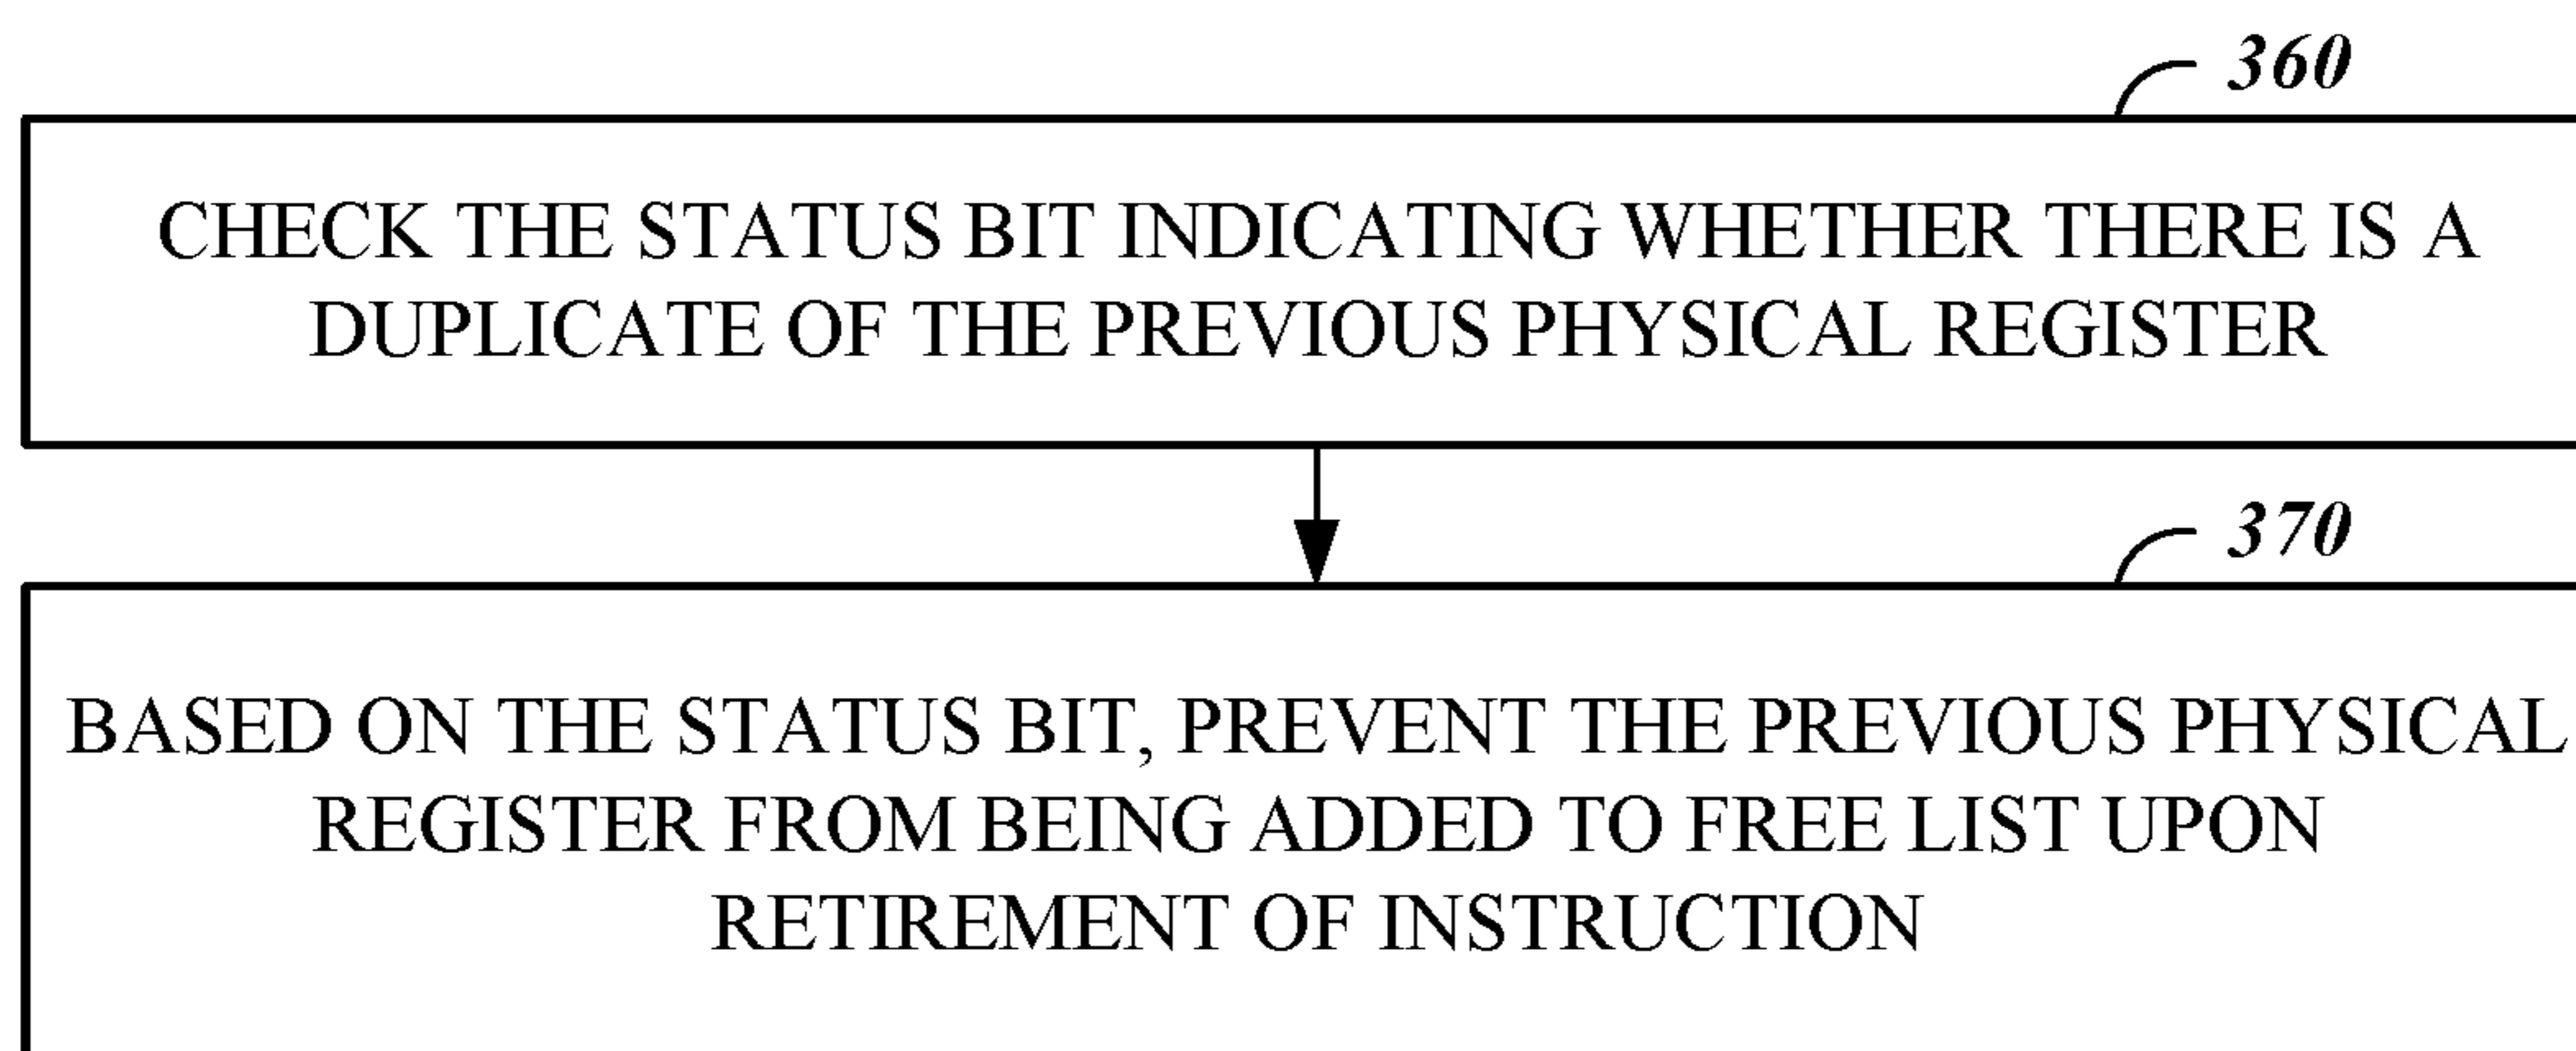 360
CHECK THE STATUS BIT INDICATING WHETHER THERE IS A
DUPLICATE OF THE PREVIOUS PHYSICAL REGISTER
370
BASED ON THE STATUS BIT, PREVENT THE PREVIOUS PHYSICAL
REGISTER FROM BEING ADDED TO FREE LIST UPON
RETIREMENT OF INSTRUCTION